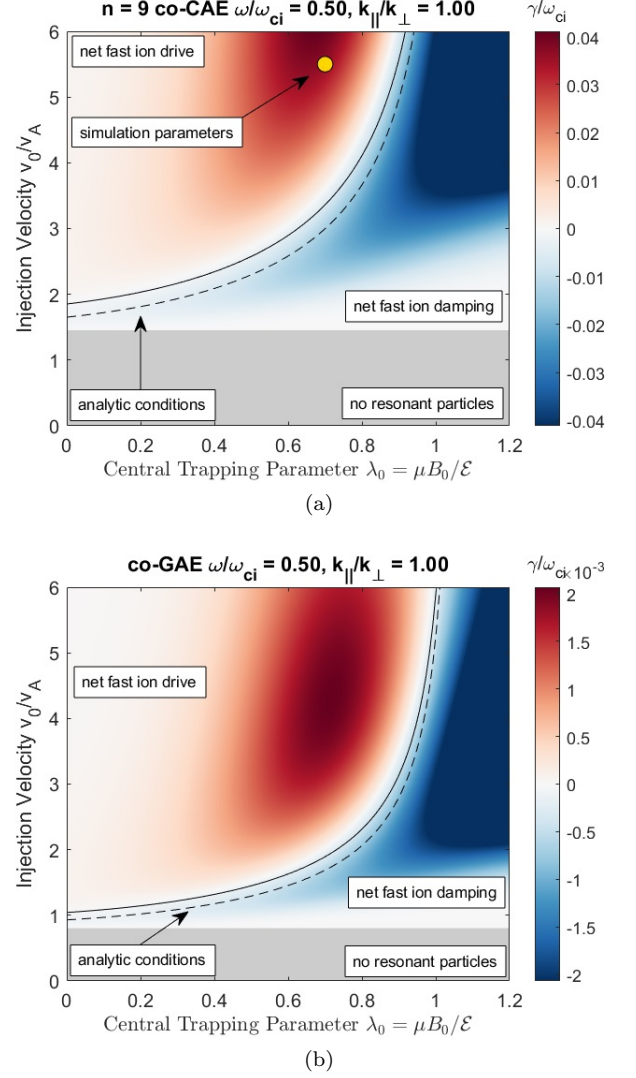 n = 9 co-CAE ω/ω_ci = 0.50, k_||/k_⊥ = 1.00
γ/ω_ci
6
5
4
3
2
1
0
Injection Velocity v_0/v_A
net fast ion drive
simulation parameters
net fast ion damping
analytic conditions
no resonant particles
0 0.2 0.4 0.6 0.8 1 1.2
Central Trapping Parameter λ_0 = μB_0/ℰ
0.04
0.03
0.02
0.01
0
-0.01
-0.02
-0.03
-0.04
(a)
co-GAE ω/ω_ci = 0.50, k_||/k_⊥ = 1.00
γ/ω_ci ×10^-3
6
5
4
3
2
1
0
Injection Velocity v_0/v_A
net fast ion drive
net fast ion damping
analytic conditions
no resonant particles
0 0.2 0.4 0.6 0.8 1 1.2
Central Trapping Parameter λ_0 = μB_0/ℰ
2
1.5
1
0.5
0
-0.5
-1
-1.5
-2
(b)